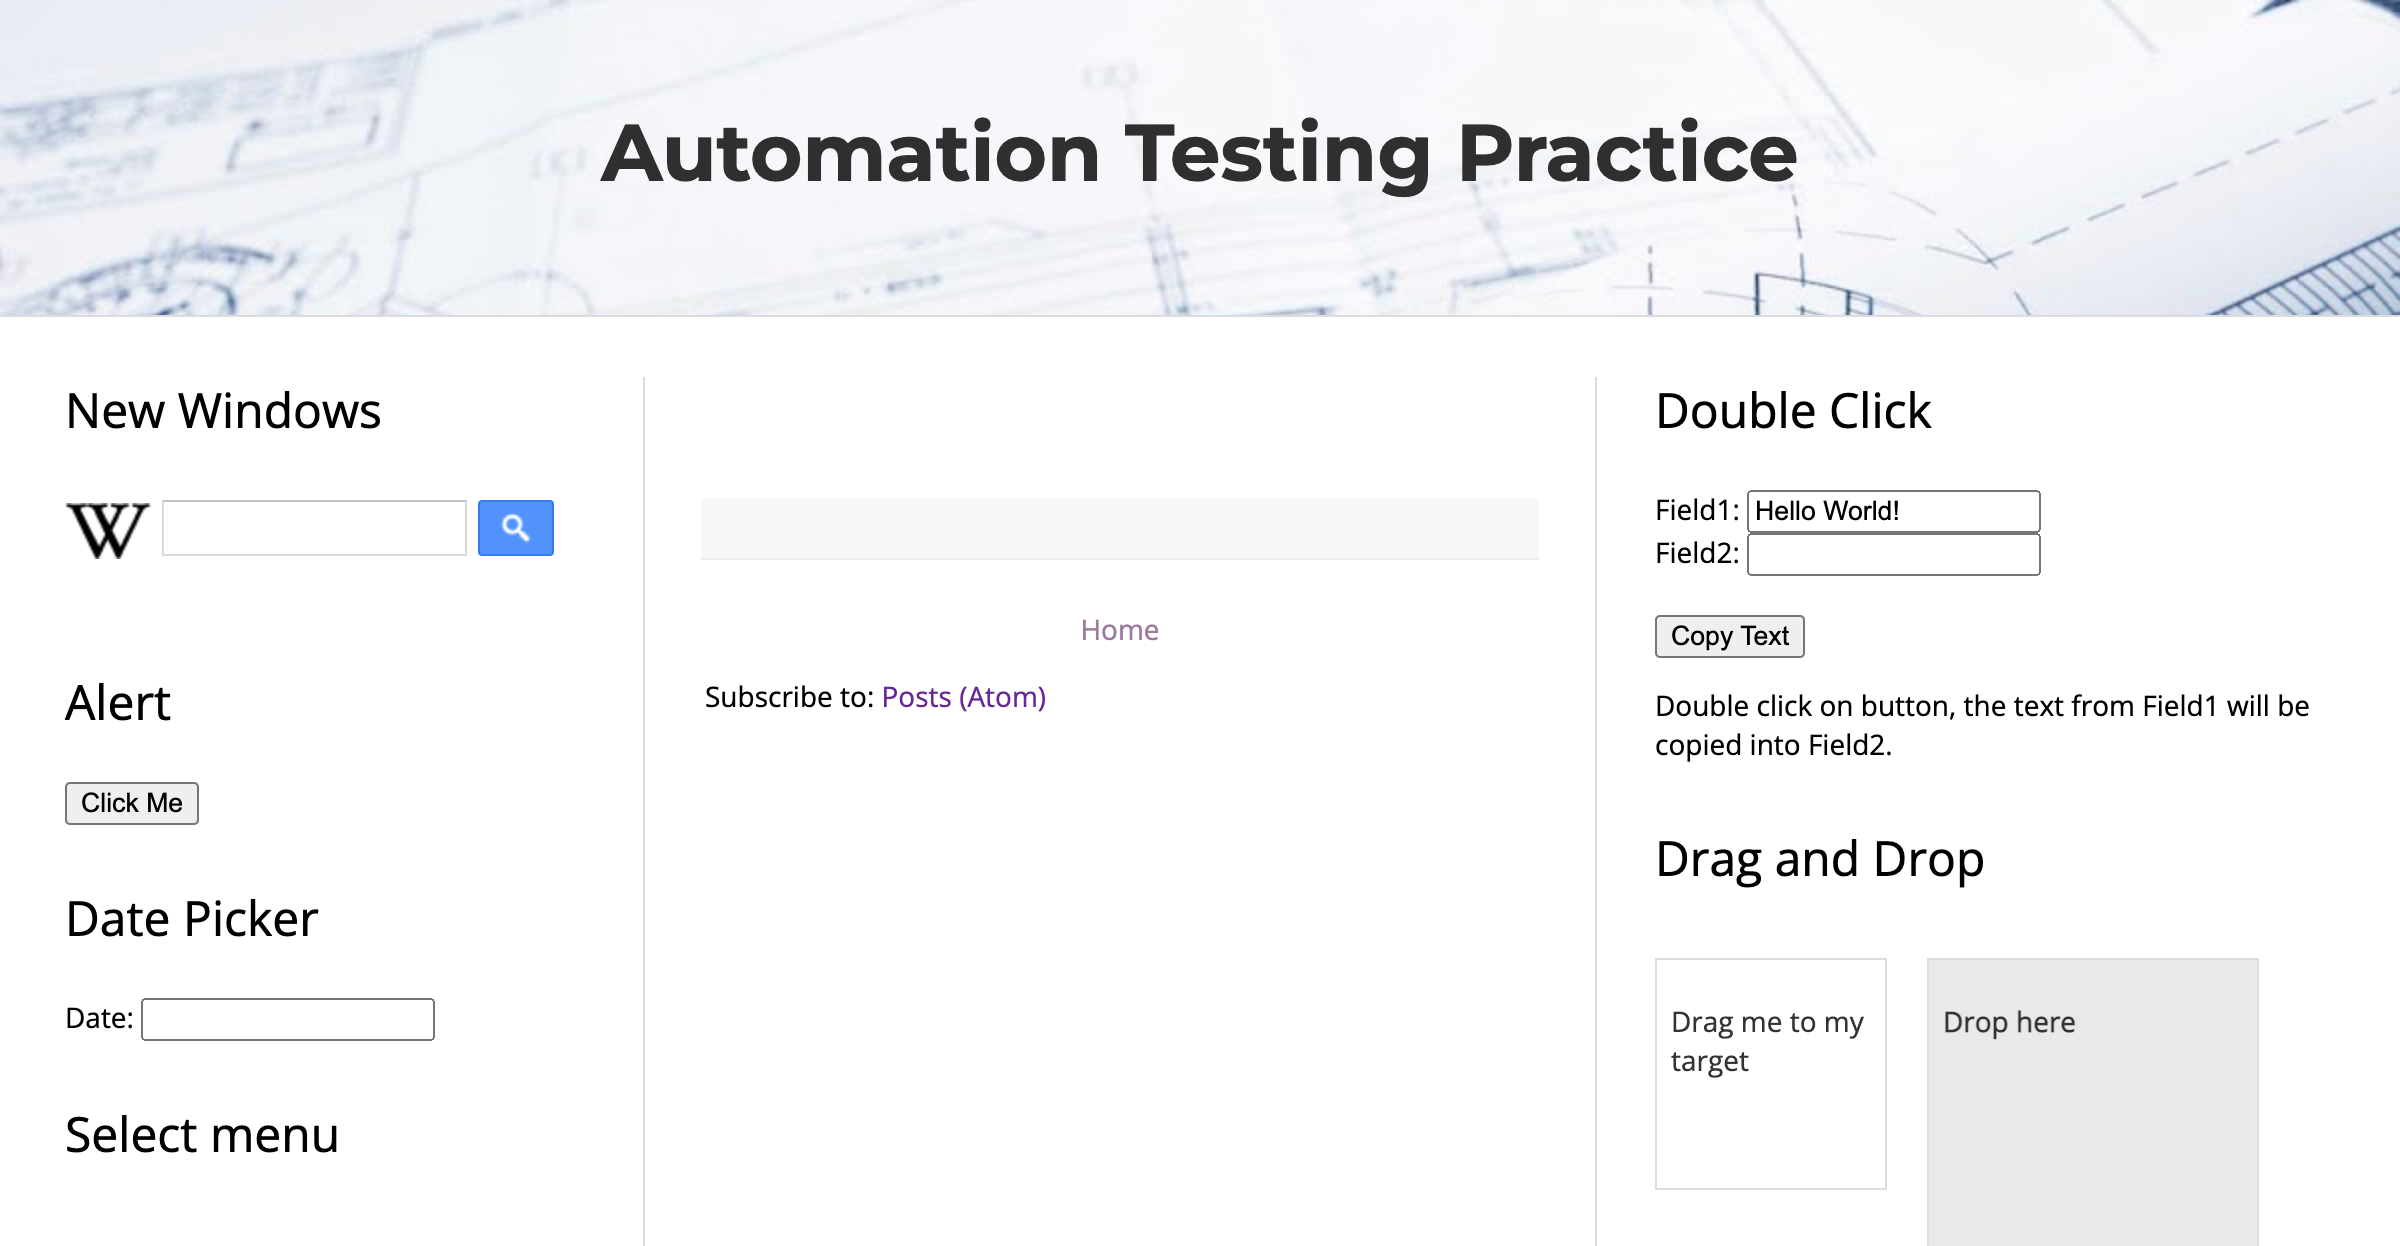 Automation Testing Practice
New Windows
W
Alert
Click Me
Date Picker
Date:
Select menu
Home
Subscribe to: Posts (Atom)
Double Click
Field1: Hello World!
Field2:
Copy Text
Double click on button, the text from Field1 will be
copied into Field2.
Drag and Drop
Drag me to my
target
Drop here